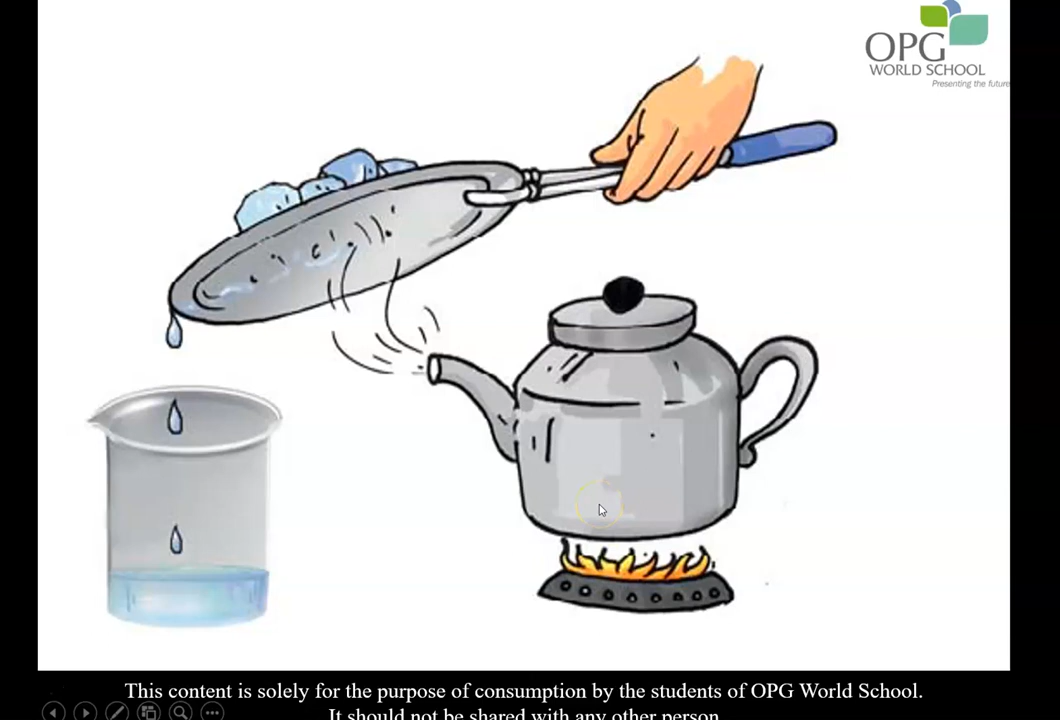 OPG
WORLD SCHOOL
Presenting the future
This content is solely for the purpose of consumption by the students of OPG World School.
It should not be shared with any other person.